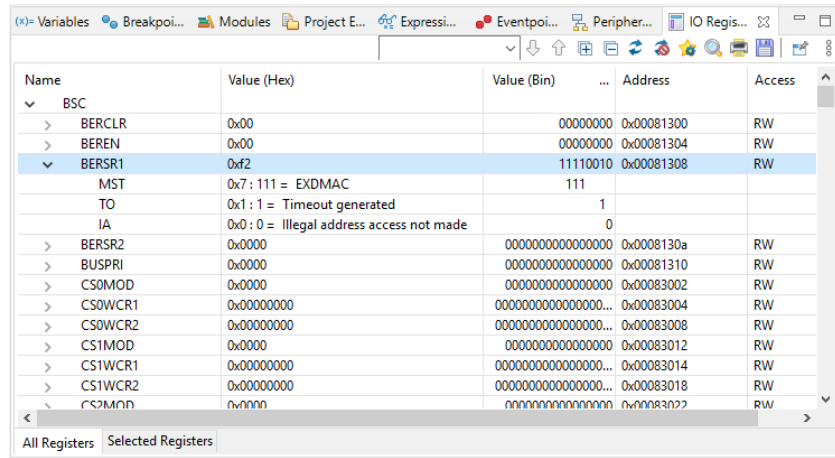 (x)= Variables Breakpoi... Modules Project E... Expressi... Eventpoi... Peripher... IO Regis...
Name Value (Hex) Value (Bin) ... Address Access
BSC
BERCLR 0x00 00000000 0x00081300 RW
BEREN 0x00 00000000 0x00081304 RW
BERSR1 0xf2 11110010 0x00081308 RW
MST 0x7 : 111 = EXDMAC 111
TO 0x1 : 1 = Timeout generated 1
IA 0x0 : 0 = Illegal address access not made 0
BERSR2 0x0000 0000000000000000 0x0008130a RW
BUSPRI 0x0000 0000000000000000 0x00081310 RW
CS0MOD 0x0000 0000000000000000 0x00083002 RW
CS0WCR1 0x00000000 0000000000000000... 0x00083004 RW
CS0WCR2 0x00000000 0000000000000000... 0x00083008 RW
CS1MOD 0x0000 0000000000000000 0x00083012 RW
CS1WCR1 0x00000000 0000000000000000... 0x00083014 RW
CS1WCR2 0x00000000 0000000000000000... 0x00083018 RW
CS2MOD 0x0000 0000000000000000 0x00083022 RW
All Registers Selected Registers